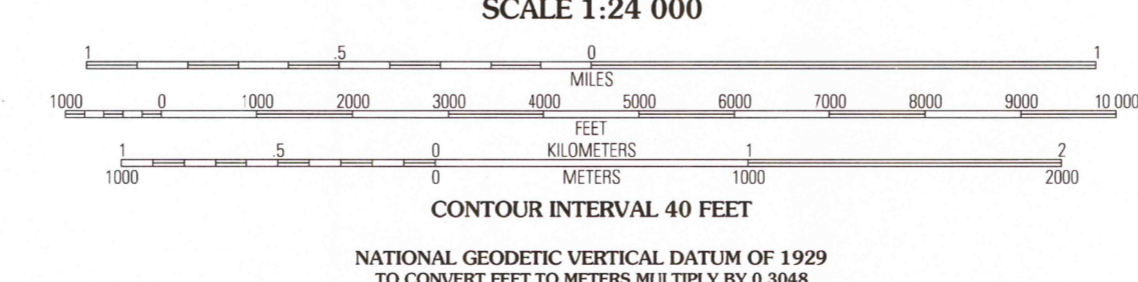 SCALE 1:24 000
1 .5 0 1
MILES
1000 0 1000 2000 3000 4000 5000 6000 7000 8000 9000 10 000
FEET
1 .5 0 KILOMETERS 1 2
1000 0 METERS 1000 2000
CONTOUR INTERVAL 40 FEET
NATIONAL GEODETIC VERTICAL DATUM OF 1929
TO CONVERT FEET TO METERS MULTIPLY BY 0.3048